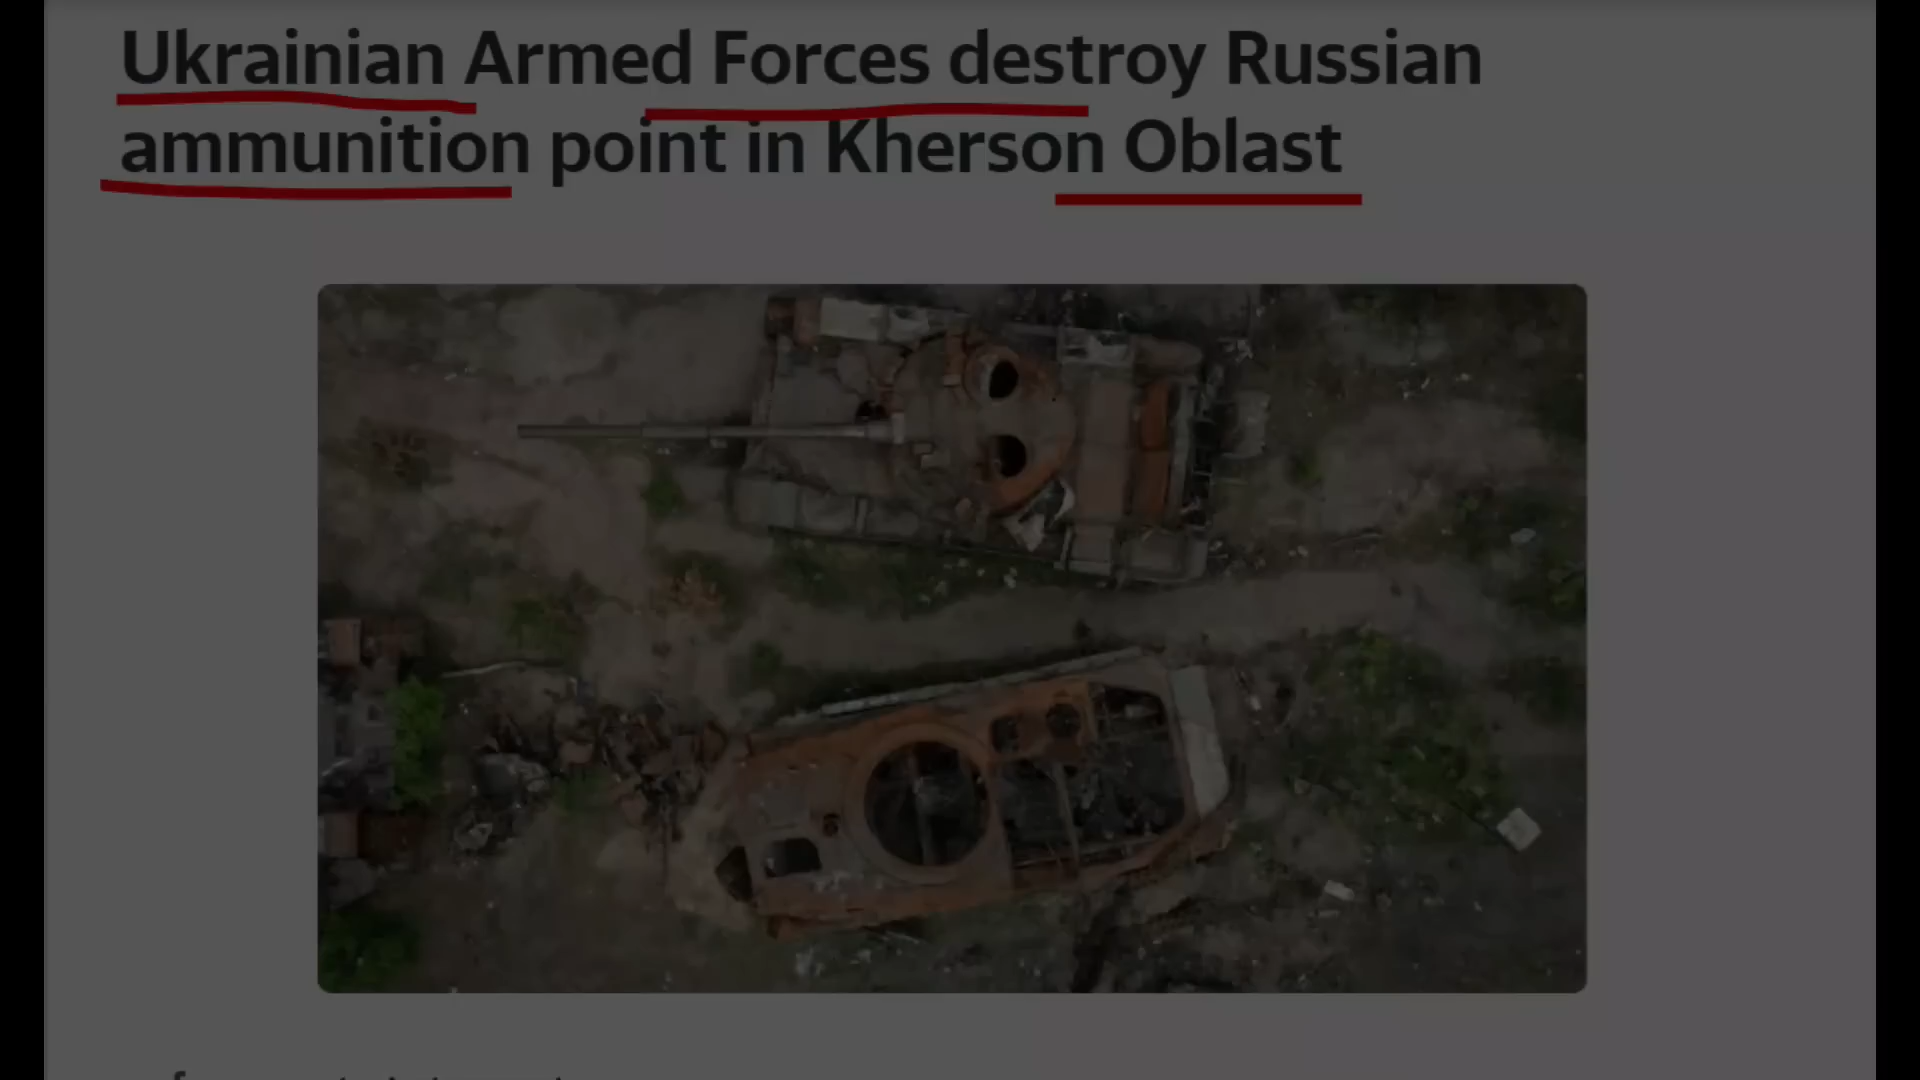 Ukrainian Armed Forces destroy Russian
ammunition point in Kherson Oblast